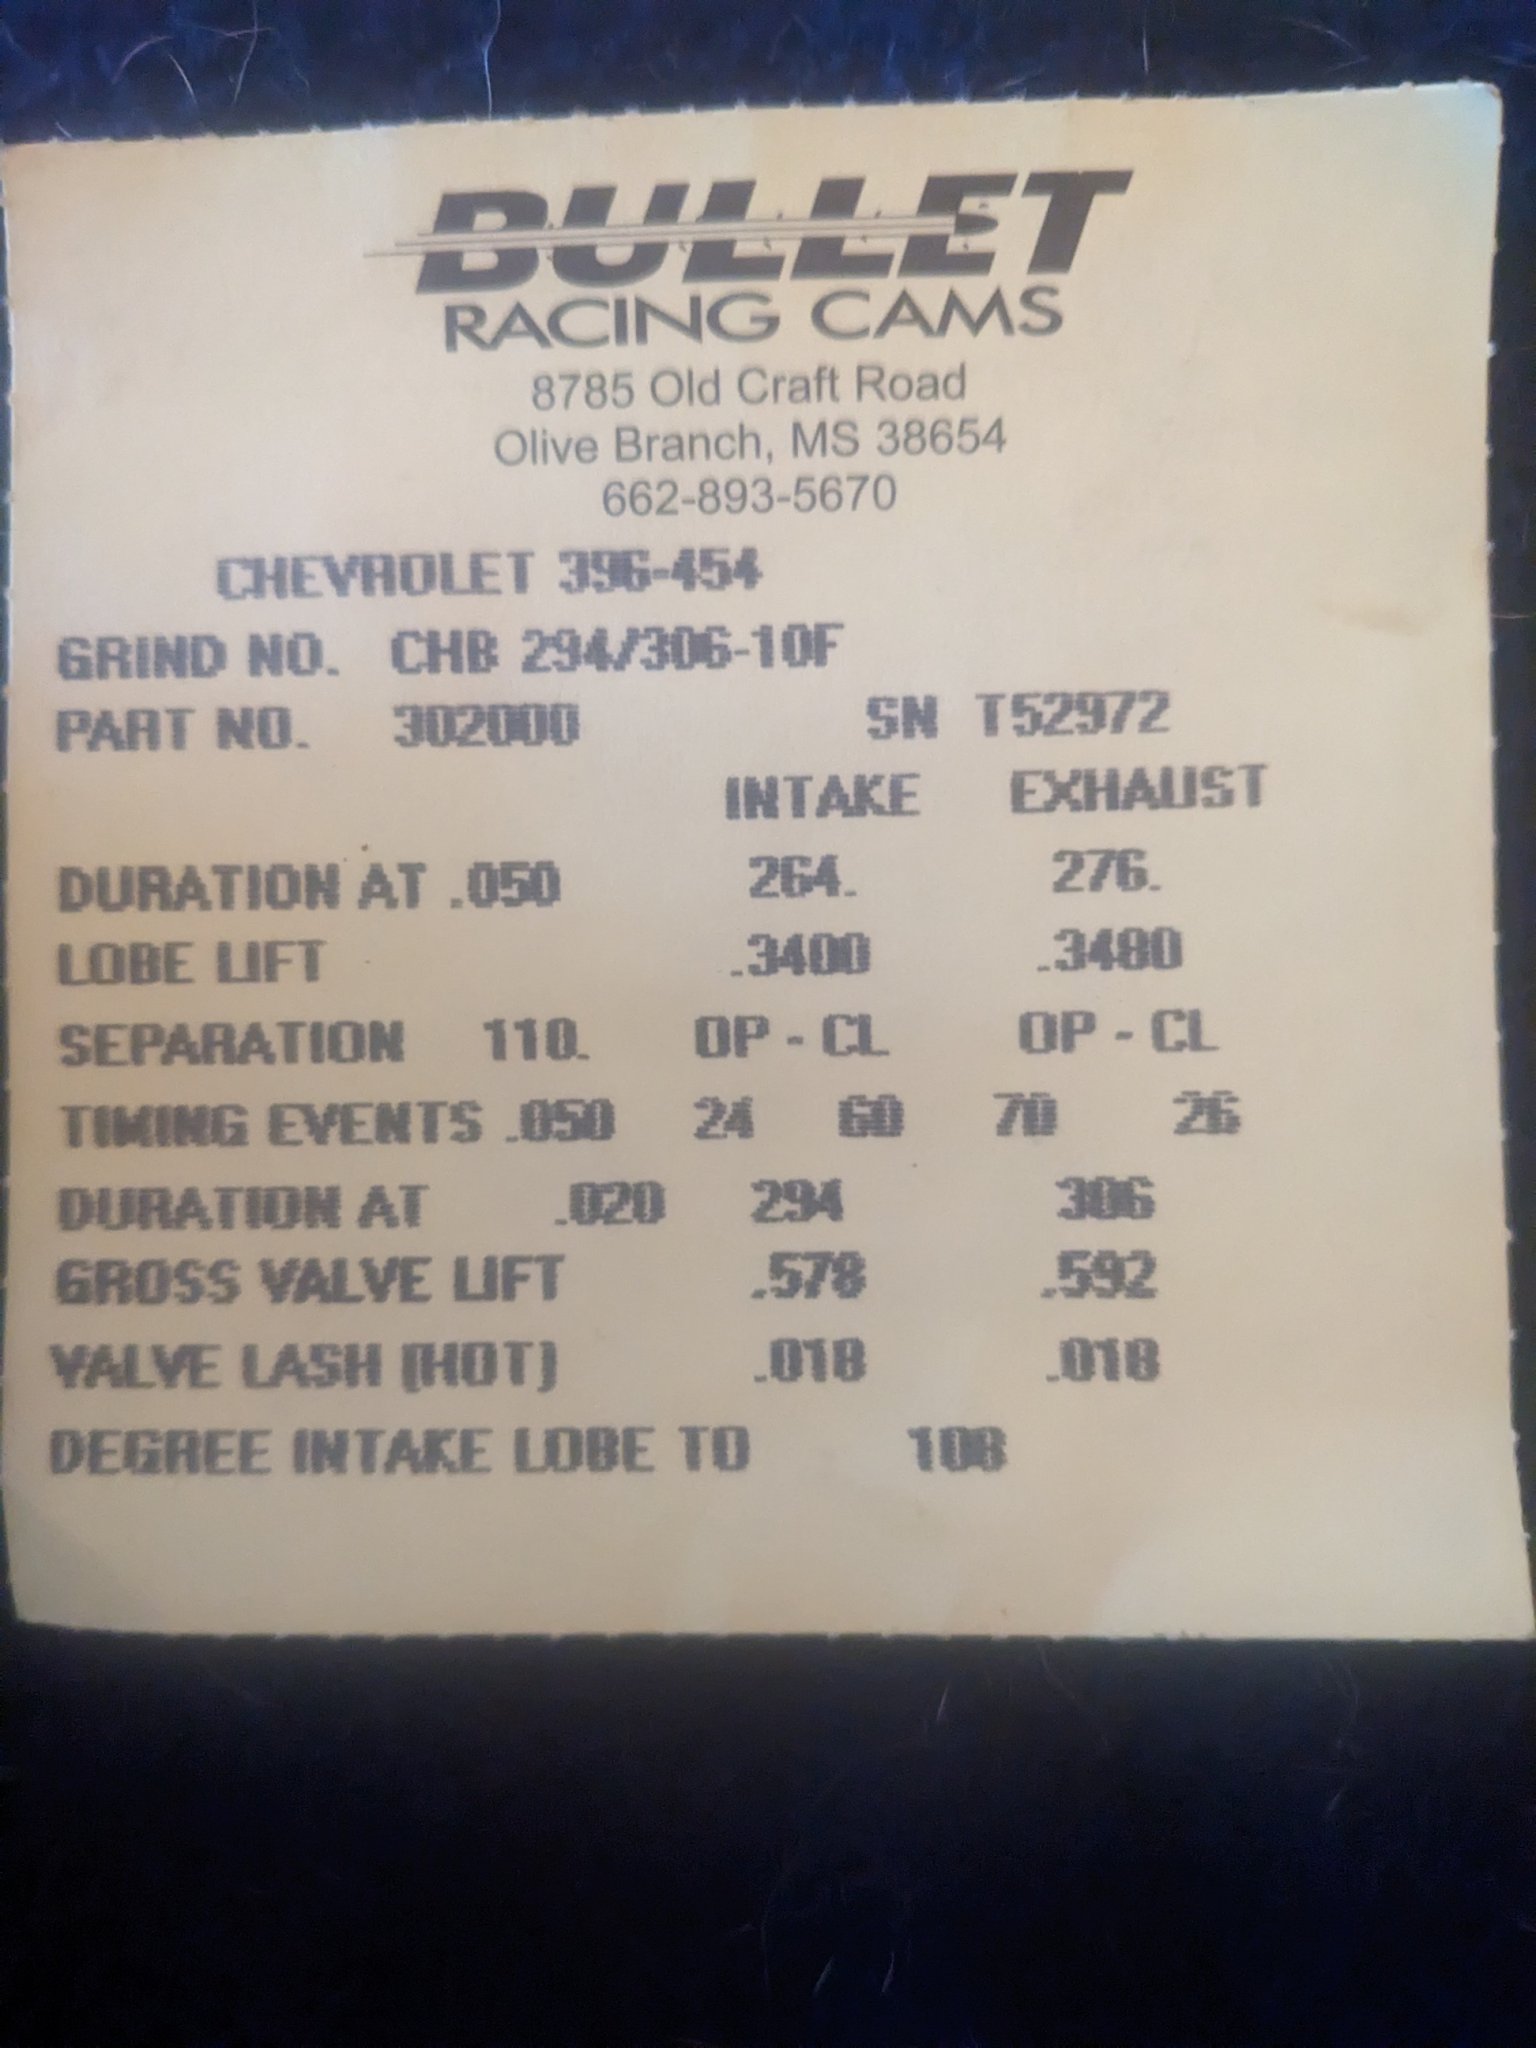 BULLET
RACING CAMS
8785 Old Craft Road
Olive Branch, MS 38654
662-893-5670
CHEVROLET 396-454
GRIND NO. CHB 294/306-10F
PART NO. 302000 SN T52972
INTAKE EXHAUST
DURATION AT .050 264. 276.
LOBE LIFT .3400 .3480
SEPARATION 110. OP - CL OP - CL
TIMING EVENTS .050 24 60 70 26
DURATION AT .020 294 306
GROSS VALVE LIFT .578 .592
VALVE LASH (HOT) .018 .018
DEGREE INTAKE LOBE TO 108